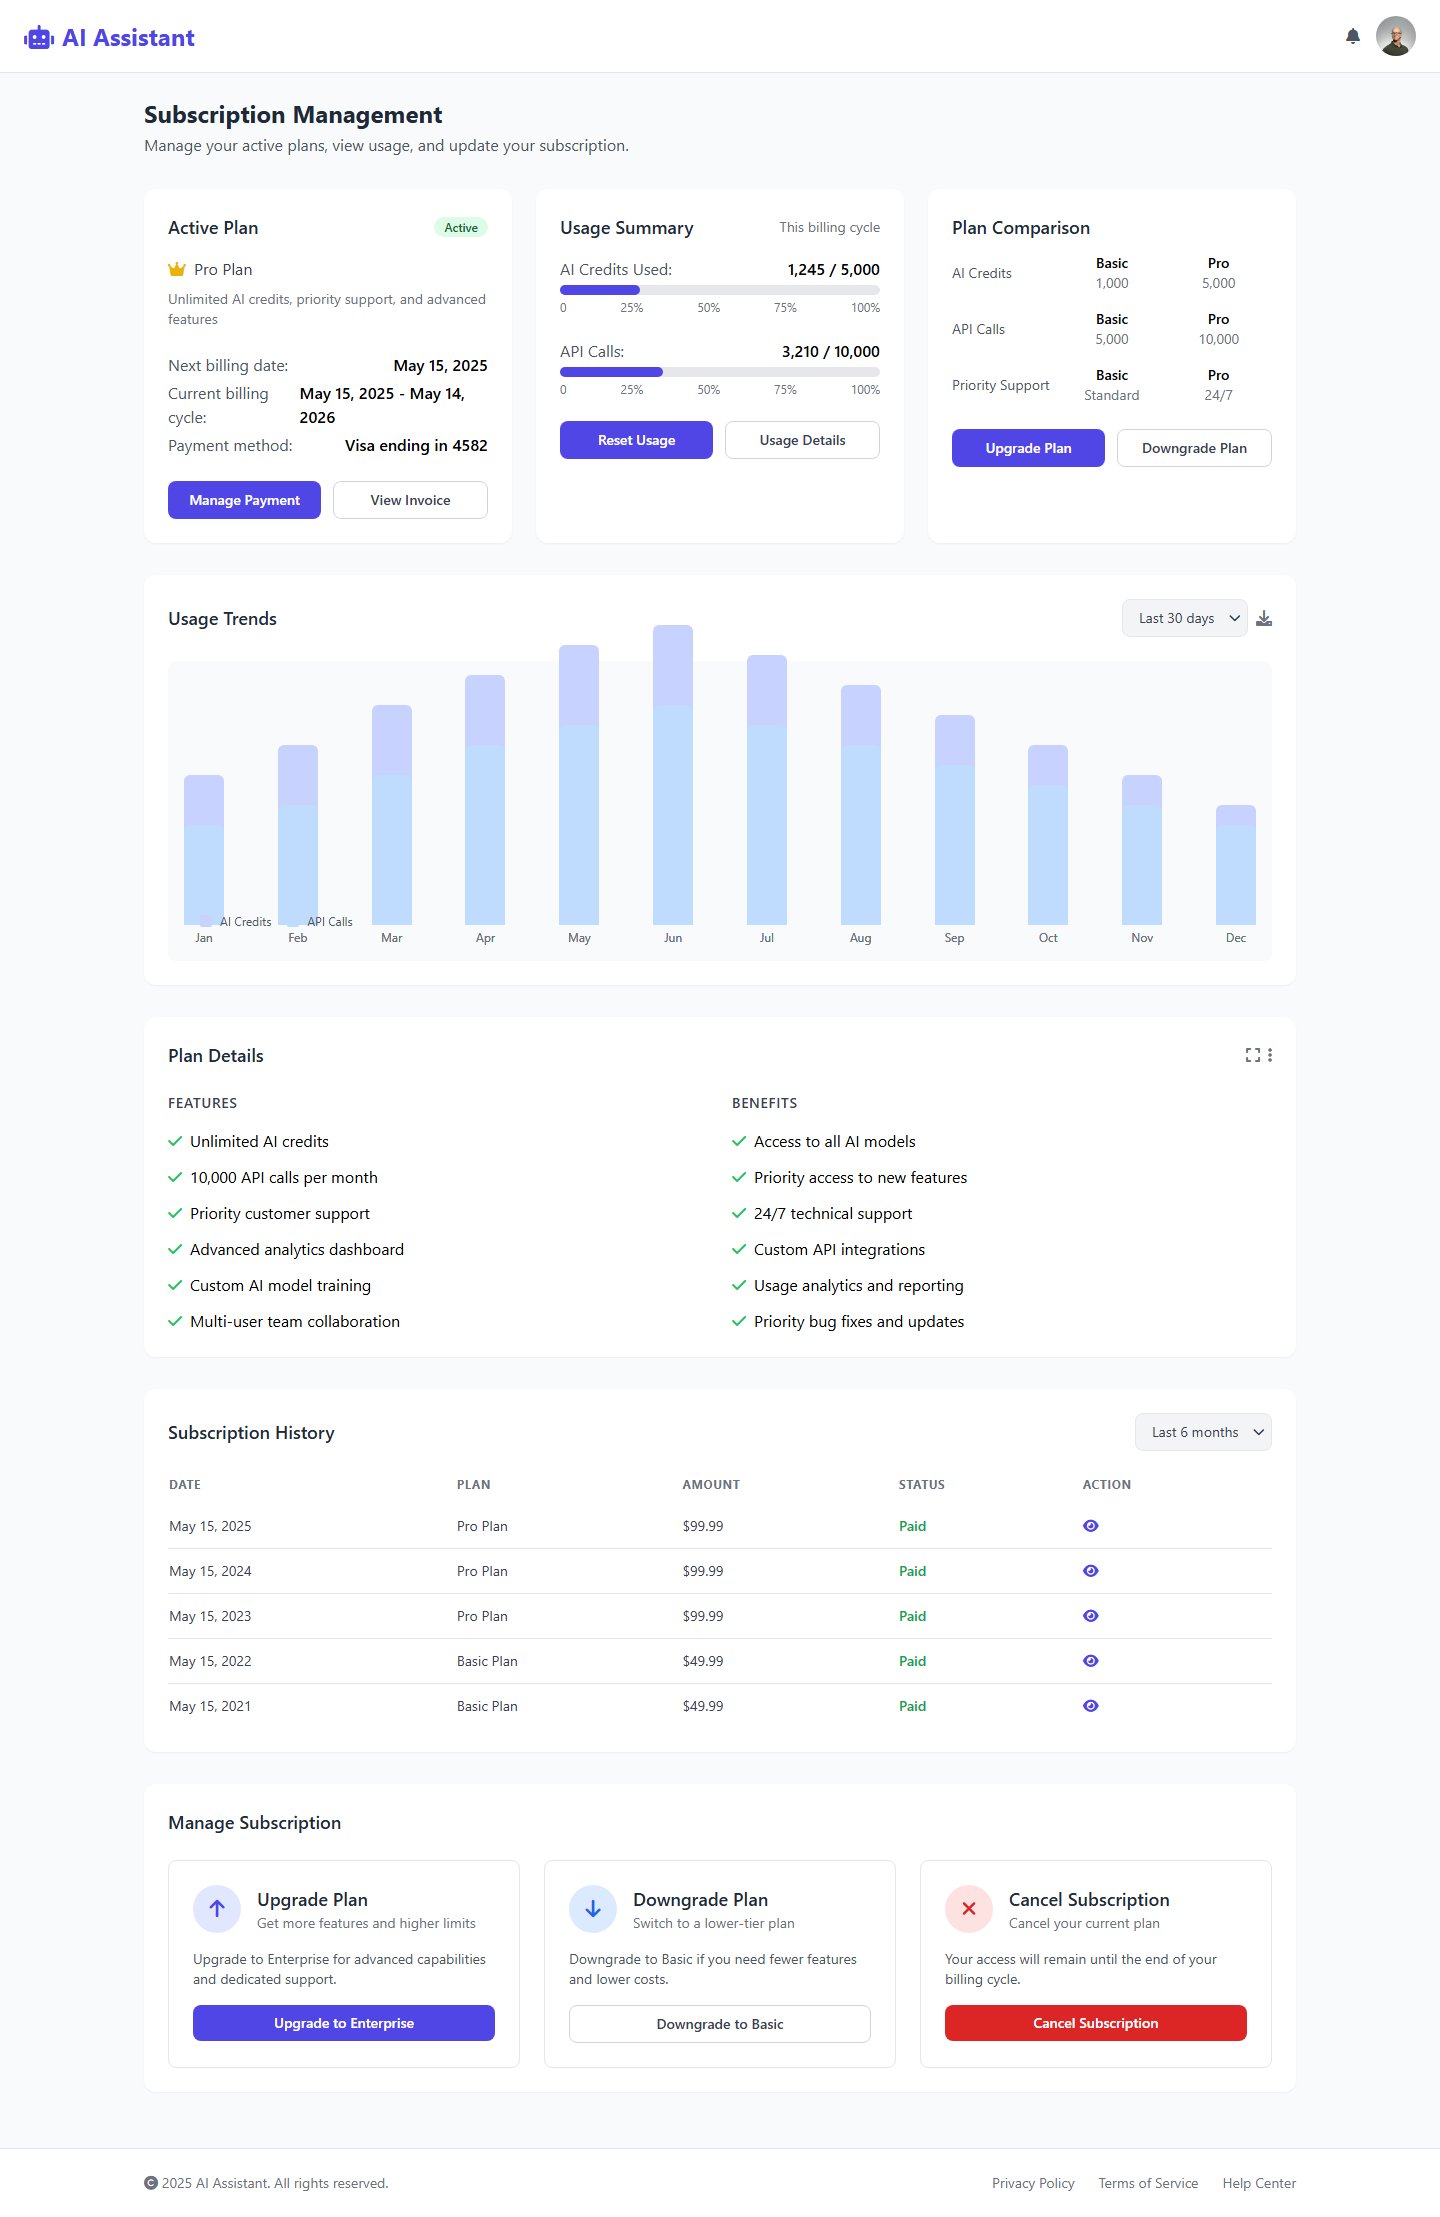 AI Assistant
Subscription Management
Manage your active plans, view usage, and update your subscription.
Active Plan
Active
Pro Plan
Unlimited AI credits, priority support, and advanced
features
Next billing date: May 15, 2025
Current billing cycle: May 15, 2025 - May 14, 2026
Payment method: Visa ending in 4582
Manage Payment
View Invoice
Usage Summary
This billing cycle
AI Credits Used: 1,245 / 5,000
0 25% 50% 75% 100%
API Calls: 3,210 / 10,000
0 25% 50% 75% 100%
Reset Usage
Usage Details
Plan Comparison
AI Credits
Basic
1,000
Pro
5,000
API Calls
Basic
5,000
Pro
10,000
Priority Support
Basic
Standard
Pro
24/7
Upgrade Plan
Downgrade Plan
Usage Trends
Last 30 days
AI Credits API Calls
Jan Feb Mar Apr May Jun Jul Aug Sep Oct Nov Dec
Plan Details
FEATURES
Unlimited AI credits
10,000 API calls per month
Priority customer support
Advanced analytics dashboard
Custom AI model training
Multi-user team collaboration
BENEFITS
Access to all AI models
Priority access to new features
24/7 technical support
Custom API integrations
Usage analytics and reporting
Priority bug fixes and updates
Subscription History
Last 6 months
DATE PLAN AMOUNT STATUS ACTION
May 15, 2025 Pro Plan $99.99 Paid
May 15, 2024 Pro Plan $99.99 Paid
May 15, 2023 Pro Plan $99.99 Paid
May 15, 2022 Basic Plan $49.99 Paid
May 15, 2021 Basic Plan $49.99 Paid
Manage Subscription
Upgrade Plan
Get more features and higher limits
Upgrade to Enterprise for advanced capabilities
and dedicated support.
Upgrade to Enterprise
Downgrade Plan
Switch to a lower-tier plan
Downgrade to Basic if you need fewer features
and lower costs.
Downgrade to Basic
Cancel Subscription
Cancel your current plan
Your access will remain until the end of your
billing cycle.
Cancel Subscription
© 2025 AI Assistant. All rights reserved.
Privacy Policy
Terms of Service
Help Center